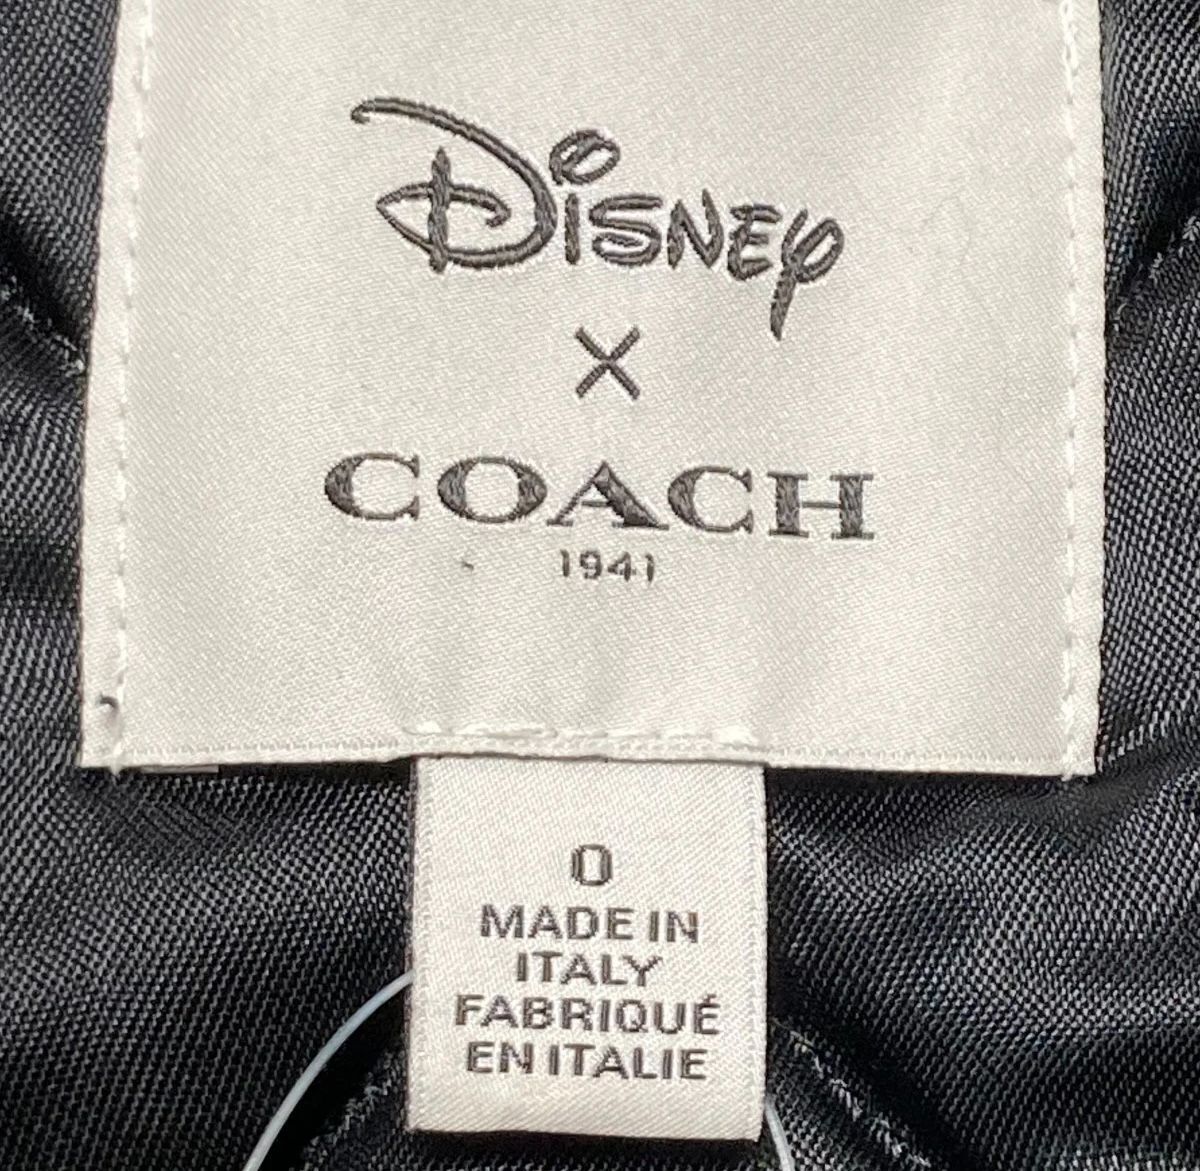 Disney
X
COACH
1941
0
MADE IN
ITALY
FABRIQUÉ
EN ITALIE